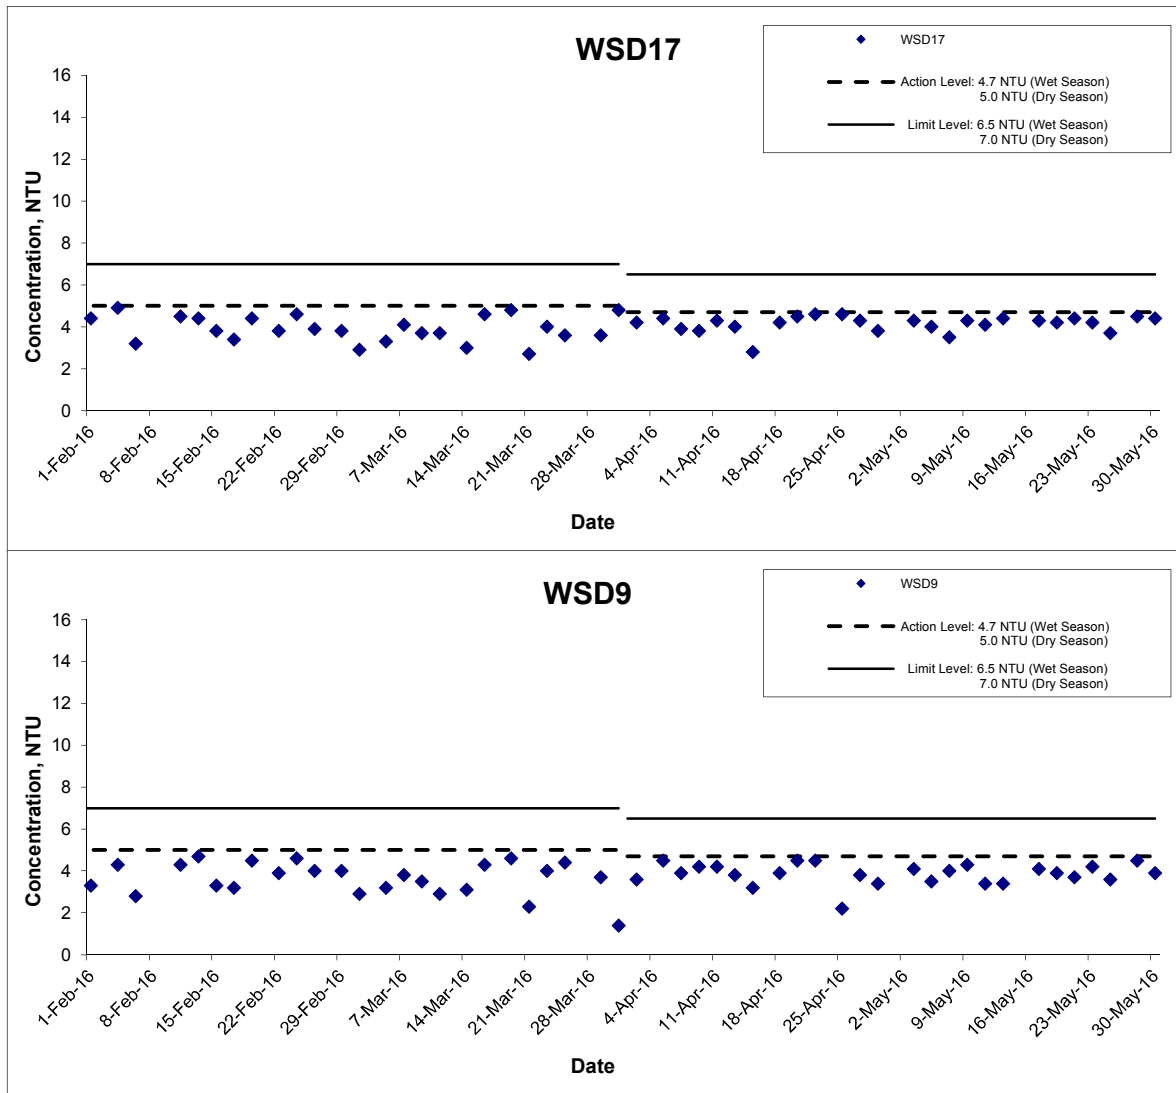 WSD17
WSD17
Action Level: 4.7 NTU (Wet Season)
5.0 NTU (Dry Season)
Limit Level: 6.5 NTU (Wet Season)
7.0 NTU (Dry Season)
Concentration, NTU
16
14
12
10
8
6
4
2
0
1-Feb-16
8-Feb-16
15-Feb-16
22-Feb-16
29-Feb-16
7-Mar-16
14-Mar-16
21-Mar-16
28-Mar-16
4-Apr-16
11-Apr-16
18-Apr-16
25-Apr-16
2-May-16
9-May-16
16-May-16
23-May-16
30-May-16
Date
WSD9
WSD9
Action Level: 4.7 NTU (Wet Season)
5.0 NTU (Dry Season)
Limit Level: 6.5 NTU (Wet Season)
7.0 NTU (Dry Season)
Concentration, NTU
16
14
12
10
8
6
4
2
0
1-Feb-16
8-Feb-16
15-Feb-16
22-Feb-16
29-Feb-16
7-Mar-16
14-Mar-16
21-Mar-16
28-Mar-16
4-Apr-16
11-Apr-16
18-Apr-16
25-Apr-16
2-May-16
9-May-16
16-May-16
23-May-16
30-May-16
Date